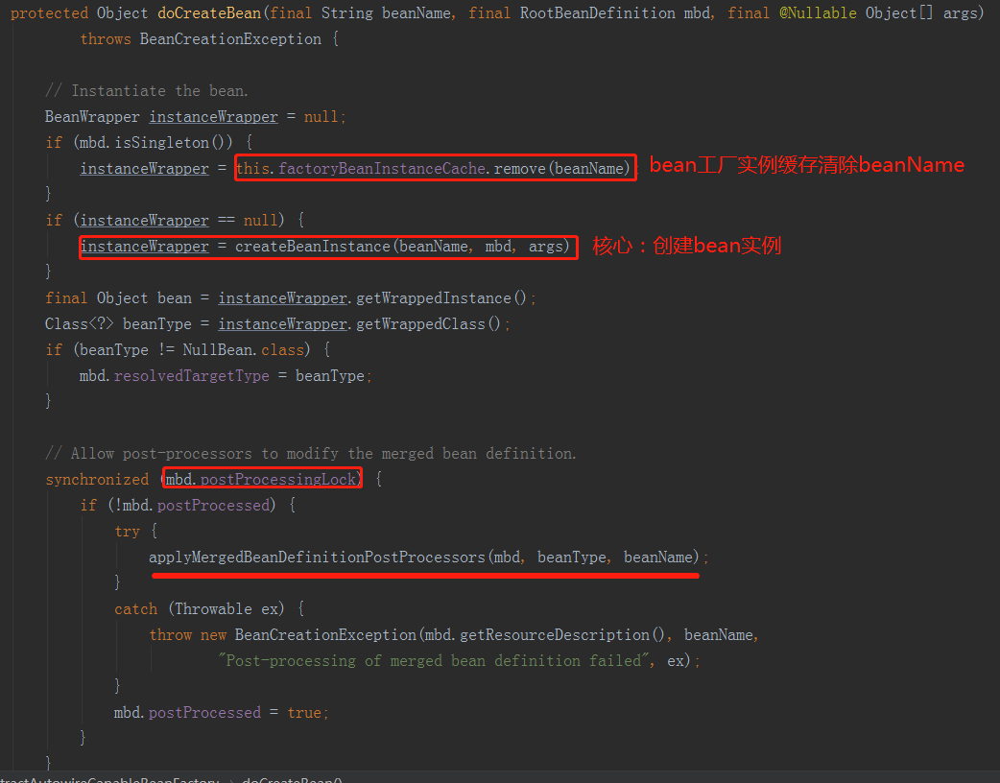 protected Object doCreateBean(final String beanName, final RootBeanDefinition mbd, final @Nullable Object[] args)
throws BeanCreationException {
// Instantiate the bean.
BeanWrapper instanceWrapper = null;
if (mbd.isSingleton()) {
instanceWrapper = this.factoryBeanInstanceCache.remove(beanName); bean工厂实例缓存清除beanName
}
if (instanceWrapper == null) {
instanceWrapper = createBeanInstance(beanName, mbd, args) 核心：创建bean实例
}
final Object bean = instanceWrapper.getWrappedInstance();
Class<?> beanType = instanceWrapper.getWrappedClass();
if (beanType != NullBean.class) {
mbd.resolvedTargetType = beanType;
}
// Allow post-processors to modify the merged bean definition.
synchronized (mbd.postProcessingLock) {
if (!mbd.postProcessed) {
try {
applyMergedBeanDefinitionPostProcessors(mbd, beanType, beanName);
}
catch (Throwable ex) {
throw new BeanCreationException(mbd.getResourceDescription(), beanName,
"Post-processing of merged bean definition failed", ex);
}
mbd.postProcessed = true;
}
}